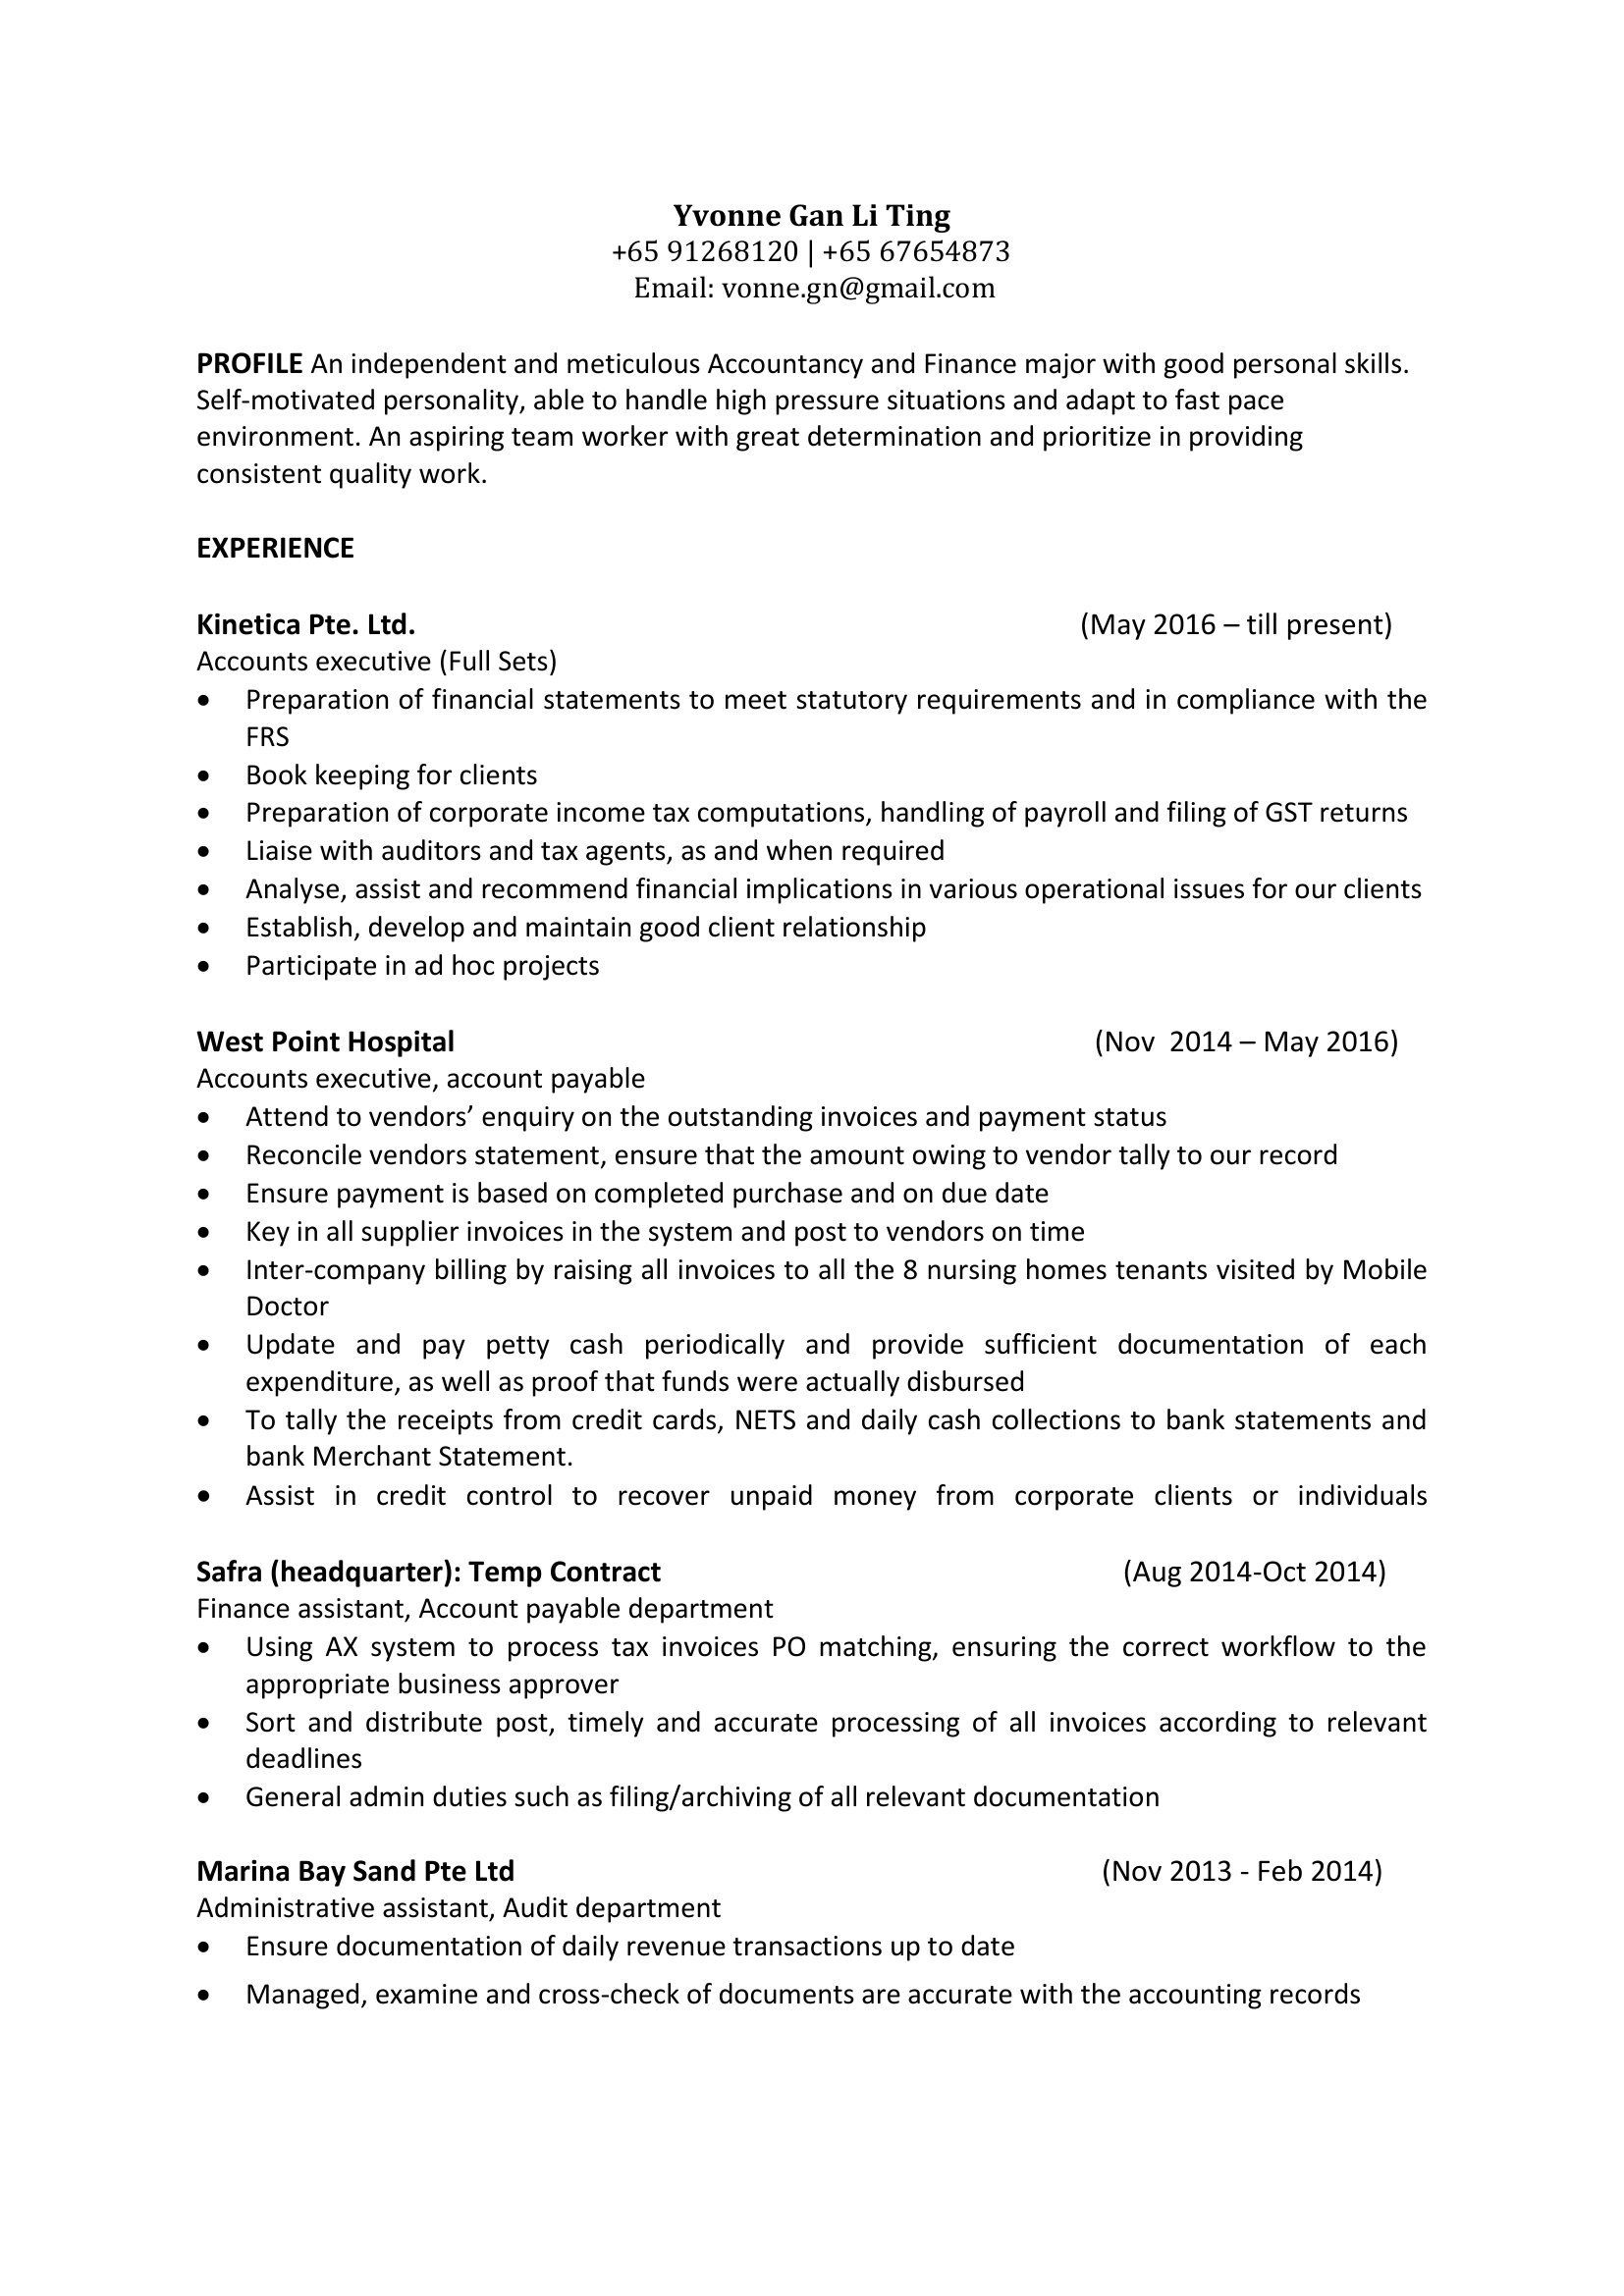 Yvonne Gan Li Ting
+65 91268120 | +65 67654873
Email: vonne.gn@gmail.com
PROFILE An independent and meticulous Accountancy and Finance major with good personal skills.
Self-motivated personality, able to handle high pressure situations and adapt to fast pace
environment. An aspiring team worker with great determination and prioritize in providing
consistent quality work.
EXPERIENCE
Kinetica Pte. Ltd. (May 2016 – till present)
Accounts executive (Full Sets)
• Preparation of financial statements to meet statutory requirements and in compliance with the
FRS
• Book keeping for clients
• Preparation of corporate income tax computations, handling of payroll and filing of GST returns
• Liaise with auditors and tax agents, as and when required
• Analyse, assist and recommend financial implications in various operational issues for our clients
• Establish, develop and maintain good client relationship
• Participate in ad hoc projects
West Point Hospital (Nov  2014 – May 2016)
Accounts executive, account payable
• Attend to vendors’ enquiry on the outstanding invoices and payment status
• Reconcile vendors statement, ensure that the amount owing to vendor tally to our record
• Ensure payment is based on completed purchase and on due date
• Key in all supplier invoices in the system and post to vendors on time
• Inter-company billing by raising all invoices to all the 8 nursing homes tenants visited by Mobile
Doctor
• Update and pay petty cash periodically and provide sufficient documentation of each
expenditure, as well as proof that funds were actually disbursed
• To tally the receipts from credit cards, NETS and daily cash collections to bank statements and
bank Merchant Statement.
• Assist in credit control to recover unpaid money from corporate clients or individuals
Safra (headquarter): Temp Contract (Aug 2014-Oct 2014)
Finance assistant, Account payable department
• Using AX system to process tax invoices PO matching, ensuring the correct workflow to the
appropriate business approver
• Sort and distribute post, timely and accurate processing of all invoices according to relevant
deadlines
• General admin duties such as filing/archiving of all relevant documentation
Marina Bay Sand Pte Ltd (Nov 2013 - Feb 2014)
Administrative assistant, Audit department
• Ensure documentation of daily revenue transactions up to date
• Managed, examine and cross-check of documents are accurate with the accounting records